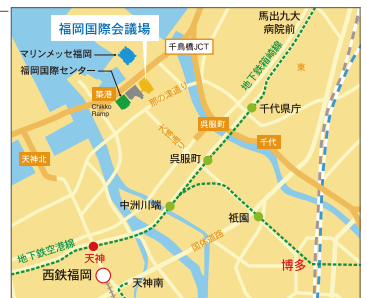 馬出九大
病院前
福岡国際会議場
千鳥橋JCT
マリンメッセ福岡
福岡国際センター
地下鉄箱崎線
東
築港
Chikko
Ramp
那の津通り
千代県庁
大博通り
呉服町
千代
天神北
呉服町
中洲川端
祇園
国体道路
地下鉄空港線
天神
博多
西鉄福岡
天神南